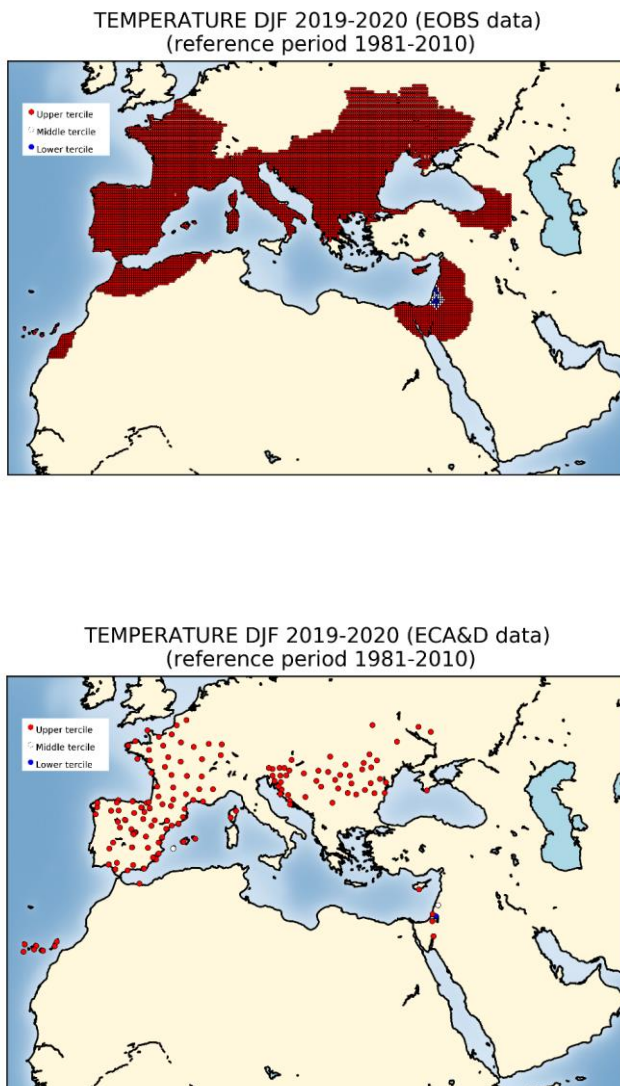 TEMPERATURE DJF 2019-2020 (EOBS data)
(reference period 1981-2010)
Upper tercile
Middle tercile
Lower tercile
TEMPERATURE DJF 2019-2020 (ECA&D data)
(reference period 1981-2010)
Upper tercile
Middle tercile
Lower tercile